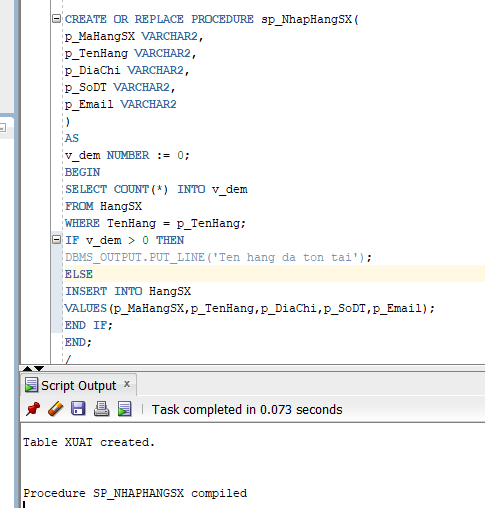 CREATE OR REPLACE PROCEDURE sp_NhapHangSX(
p_MaHangSX VARCHAR2,
p_TenHang VARCHAR2,
p_DiaChi VARCHAR2,
p_SoDT VARCHAR2,
p_Email VARCHAR2
)
AS
v_dem NUMBER := 0;
BEGIN
SELECT COUNT(*) INTO v_dem
FROM HangSX
WHERE TenHang = p_TenHang;
IF v_dem > 0 THEN
DBMS_OUTPUT.PUT_LINE('Ten hang da ton tai');
ELSE
INSERT INTO HangSX
VALUES(p_MaHangSX,p_TenHang,p_DiaChi,p_SoDT,p_Email);
END IF;
END;
/
Script Output x
Task completed in 0.073 seconds
Table XUAT created.
Procedure SP_NHAPHANGSX compiled